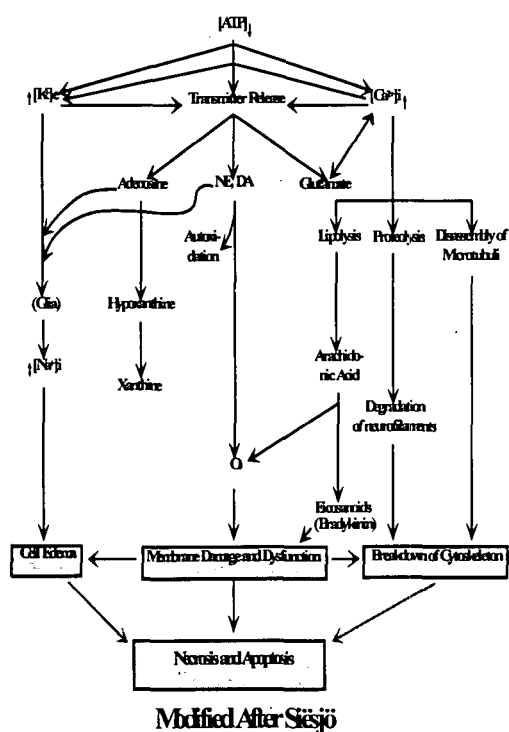 [ATP]↓
↑[K+]e
Transmitter Release
[Ca2+]i↑
Adenosine
NE, DA
Glutamate
Autoxi-
dation
Lipolysis
Proteolysis
Disassembly of
Microtubuli
(Glia)
Hypoxanthine
↑[Na+]i
Xanthine
Arachido-
nic Acid
Degradation
of neurofilaments
O
Eicosanoids
(Bradykinin)
Cell Edema
Membrane Damage and Dysfunction
Breakdown of Cytoskeleton
Necrosis and Apoptosis
Modified After Siësjö